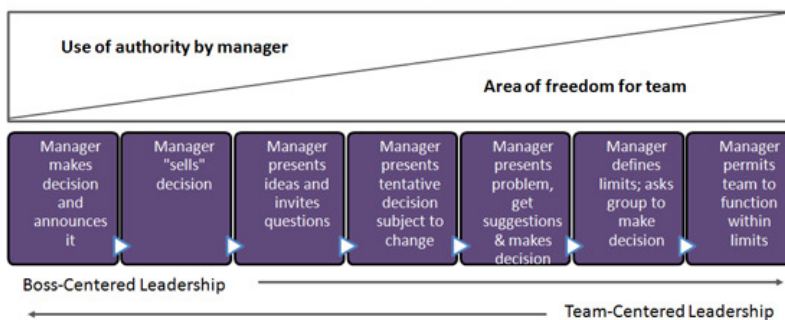 Use of authority by manager
Area of freedom for team
Manager
makes
decision
and
announces
it
Manager
"sells"
decision
Manager
presents
ideas and
invites
questions
Manager
presents
tentative
decision
subject to
change
Manager
presents
problem,
get
suggestions
& makes
decision
Manager
defines
limits; asks
group to
make
decision
Manager
permits
team to
function
within
limits
Boss-Centered Leadership
Team-Centered Leadership